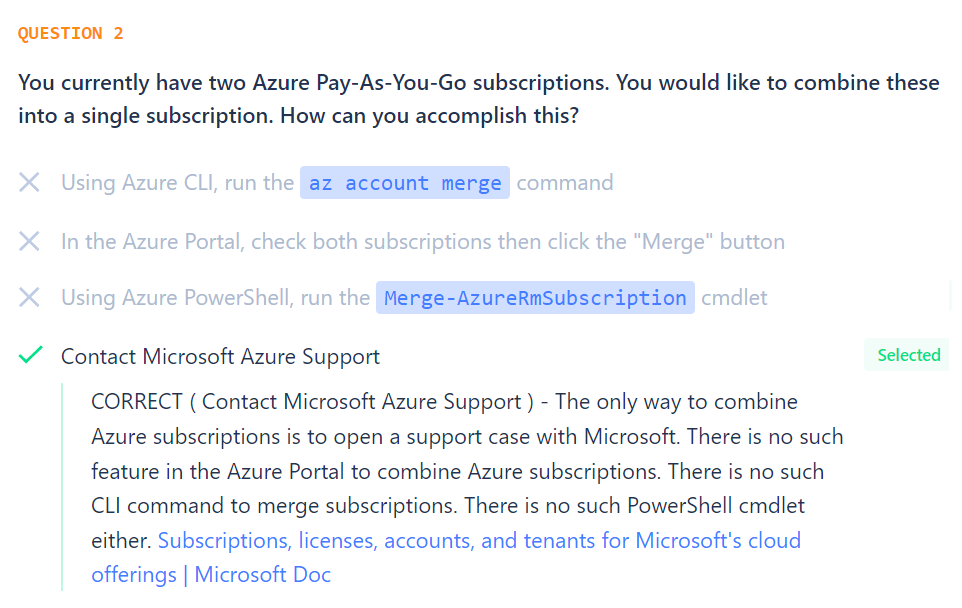 QUESTION 2
You currently have two Azure Pay-As-You-Go subscriptions. You would like to combine these
into a single subscription. How can you accomplish this?
Using Azure CLI, run the az account merge command
In the Azure Portal, check both subscriptions then click the "Merge" button
Using Azure PowerShell, run the Merge-AzureRmSubscription cmdlet
Contact Microsoft Azure Support Selected
CORRECT ( Contact Microsoft Azure Support ) - The only way to combine
Azure subscriptions is to open a support case with Microsoft. There is no such
feature in the Azure Portal to combine Azure subscriptions. There is no such
CLI command to merge subscriptions. There is no such PowerShell cmdlet
either. Subscriptions, licenses, accounts, and tenants for Microsoft's cloud
offerings | Microsoft Doc